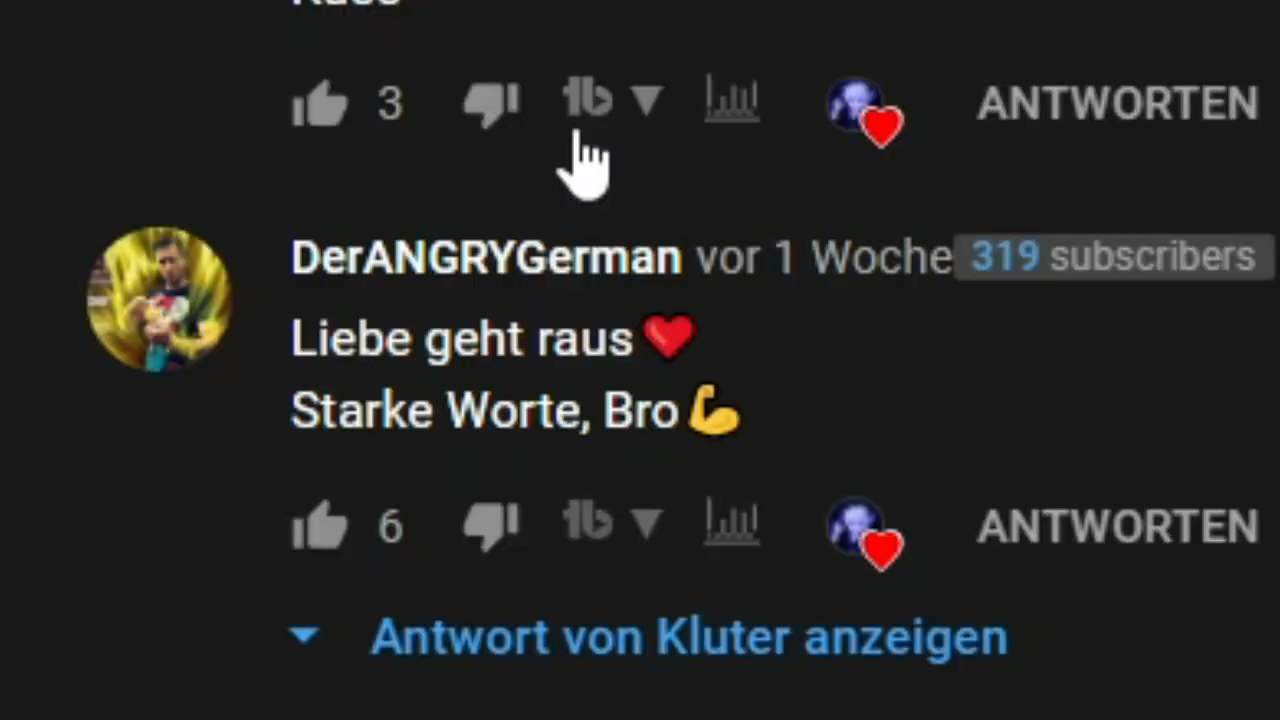 3 ANTWORTEN
DerANGRYGerman vor 1 Woche 319 subscribers
Liebe geht raus❤️
Starke Worte, Bro💪
6 ANTWORTEN
Antwort von Kluter anzeigen